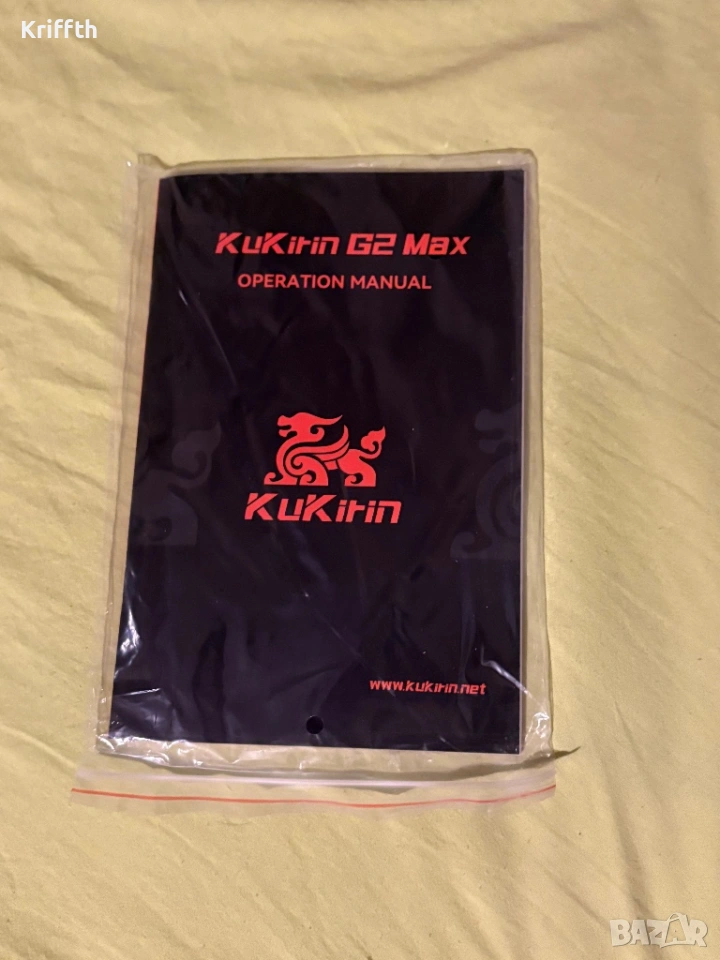 Kriffth
KuKirin G2 Max
OPERATION MANUAL
KuKirin
www.kukirin.net
BAZAR